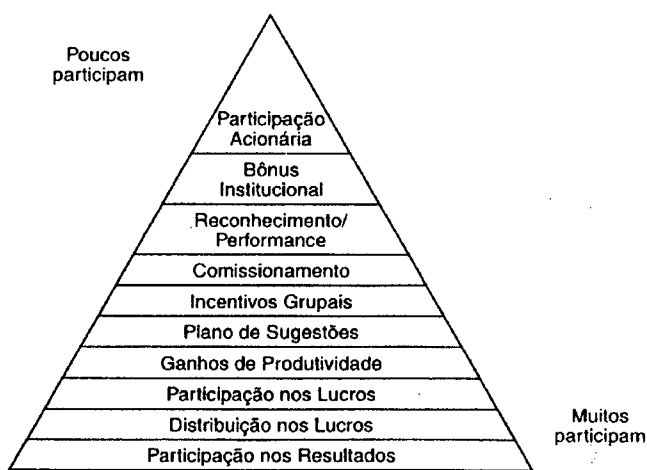 Poucos
participam
Participação
Acionária
Bônus
Institucional
Reconhecimento/
Performance
Comissionamento
Incentivos Grupais
Plano de Sugestões
Ganhos de Produtividade
Participação nos Lucros
Distribuição nos Lucros
Participação nos Resultados
Muitos
participam